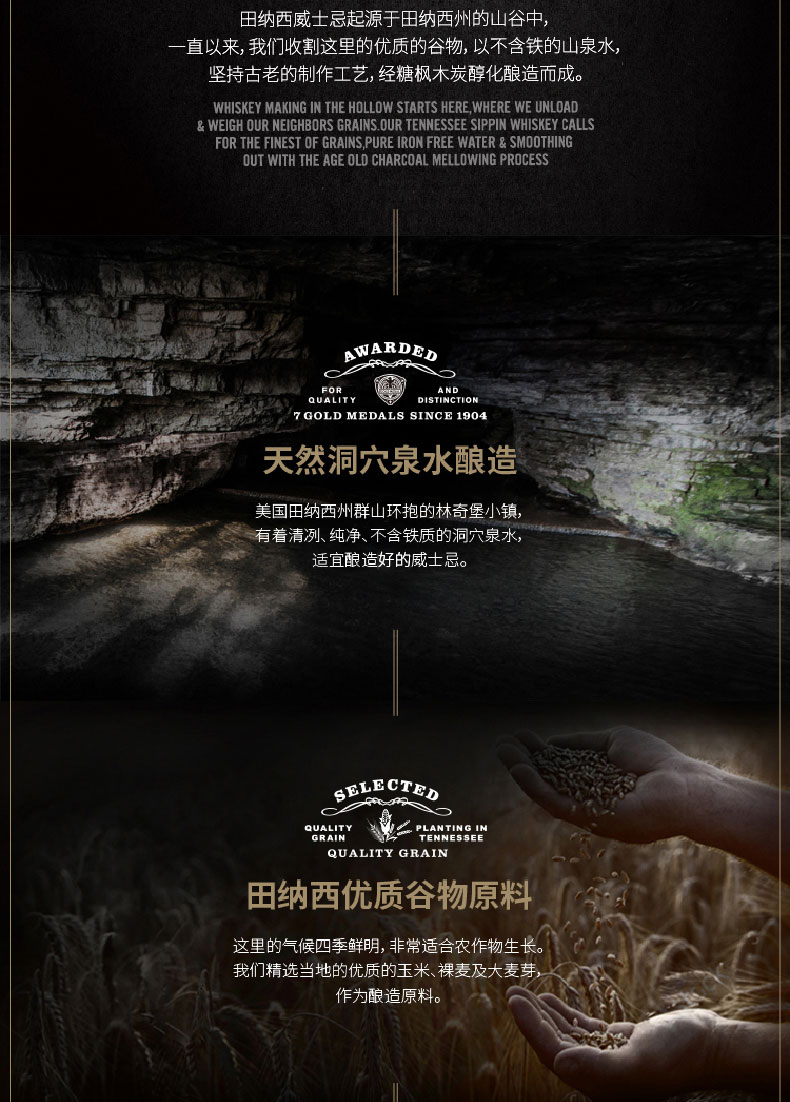 田纳西威士忌起源于田纳西州的山谷中,
一直以来,我们收割这里的优质的谷物,以不含铁的山泉水,
坚持古老的制作工艺,经糖枫木炭醇化酿造而成。
WHISKEY MAKING IN THE HOLLOW STARTS HERE,WHERE WE UNLOAD
& WEIGH OUR NEIGHBORS GRAINS.OUR TENNESSEE SIPPIN WHISKEY CALLS
FOR THE FINEST OF GRAINS,PURE IRON FREE WATER & SMOOTHING
OUT WITH THE AGE OLD CHARCOAL MELLOWING PROCESS
AWARDED
FOR QUALITY
AND DISTINCTION
7 GOLD MEDALS SINCE 1904
天然洞穴泉水酿造
美国田纳西州群山环抱的林奇堡小镇,
有着清冽、纯净、不含铁质的洞穴泉水,
适宜酿造好的威士忌。
SELECTED
QUALITY GRAIN
PLANTING IN TENNESSEE
QUALITY GRAIN
田纳西优质谷物原料
这里的气候四季鲜明,非常适合农作物生长。
我们精选当地的优质的玉米、裸麦及大麦芽,
作为酿造原料。